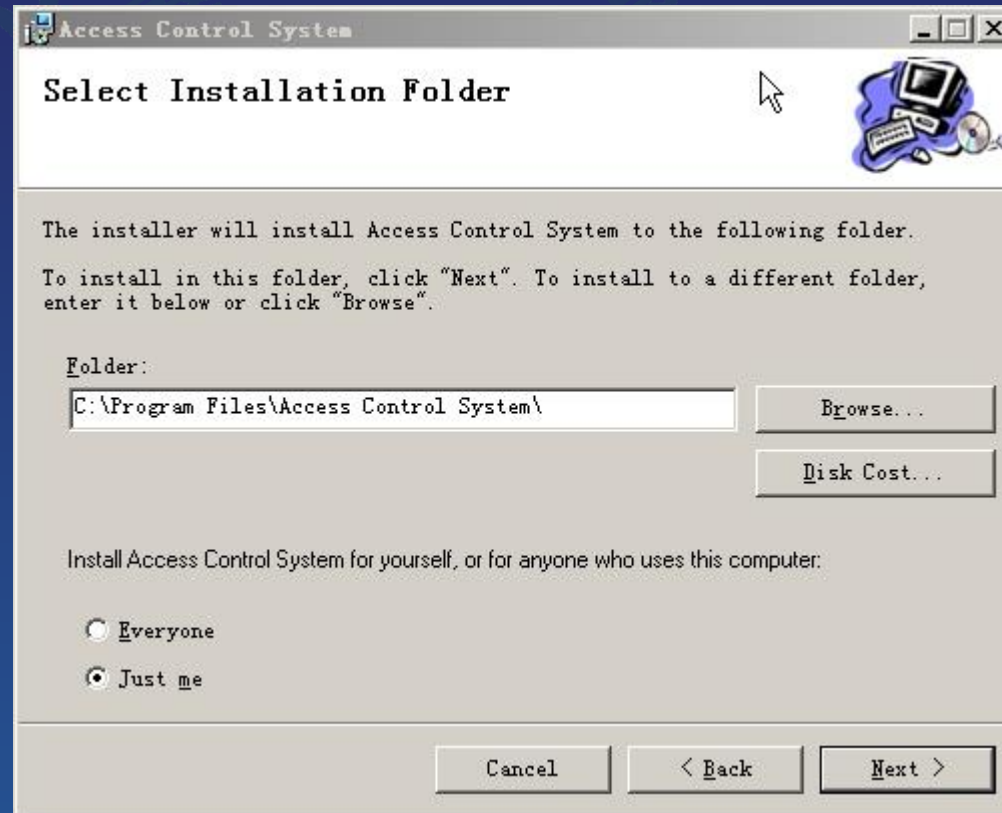 Access Control System
Select Installation Folder
The installer will install Access Control System to the following folder.
To install in this folder, click "Next". To install to a different folder,
enter it below or click "Browse".
Folder:
C:\Program Files\Access Control System\
Browse...
Disk Cost...
Install Access Control System for yourself, or for anyone who uses this computer:
Everyone
Just me
Cancel
< Back
Next >